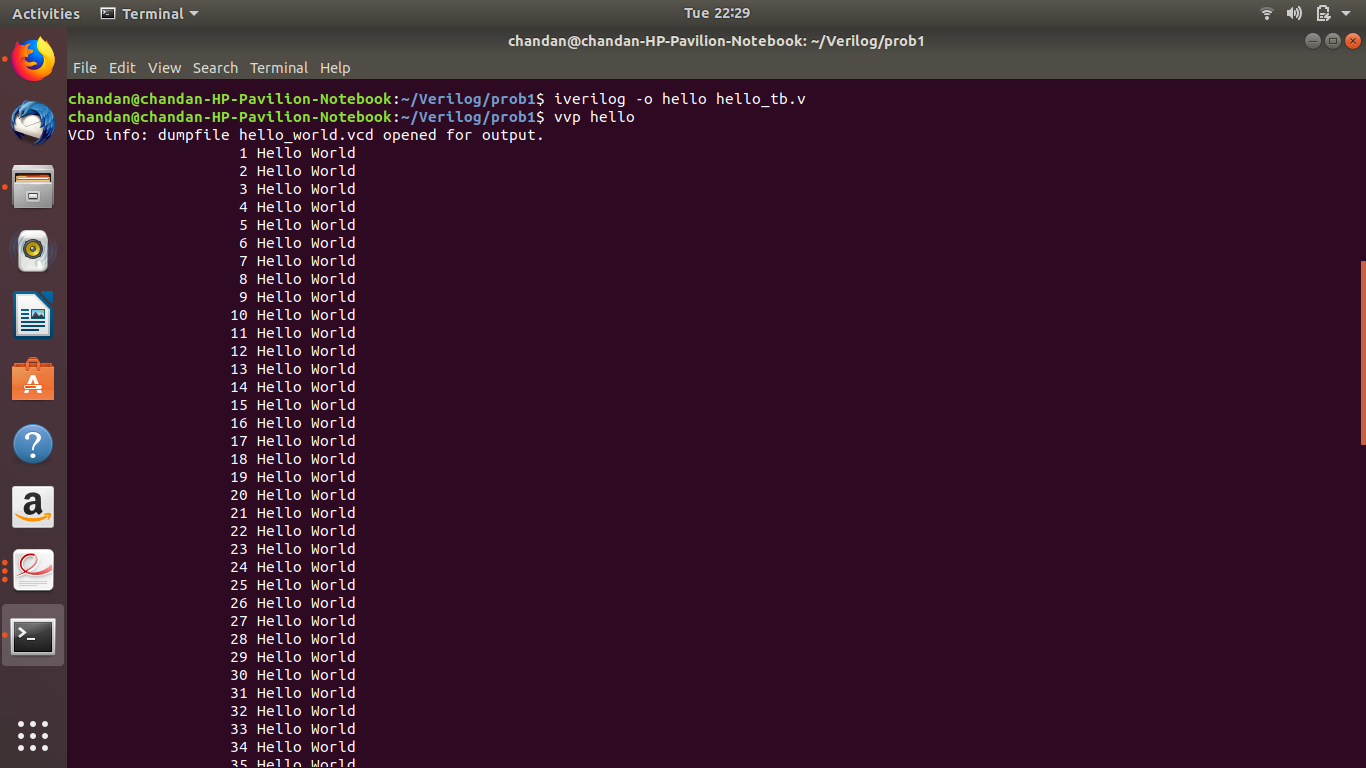 Activities Terminal Tue 22:29
chandan@chandan-HP-Pavilion-Notebook: ~/Verilog/prob1
File Edit View Search Terminal Help
chandan@chandan-HP-Pavilion-Notebook:~/Verilog/prob1$ iverilog -o hello hello_tb.v
chandan@chandan-HP-Pavilion-Notebook:~/Verilog/prob1$ vvp hello
VCD info: dumpfile hello_world.vcd opened for output.
1 Hello World
2 Hello World
3 Hello World
4 Hello World
5 Hello World
6 Hello World
7 Hello World
8 Hello World
9 Hello World
10 Hello World
11 Hello World
12 Hello World
13 Hello World
14 Hello World
15 Hello World
16 Hello World
17 Hello World
18 Hello World
19 Hello World
20 Hello World
21 Hello World
22 Hello World
23 Hello World
24 Hello World
25 Hello World
26 Hello World
27 Hello World
28 Hello World
29 Hello World
30 Hello World
31 Hello World
32 Hello World
33 Hello World
34 Hello World
35 Hello World